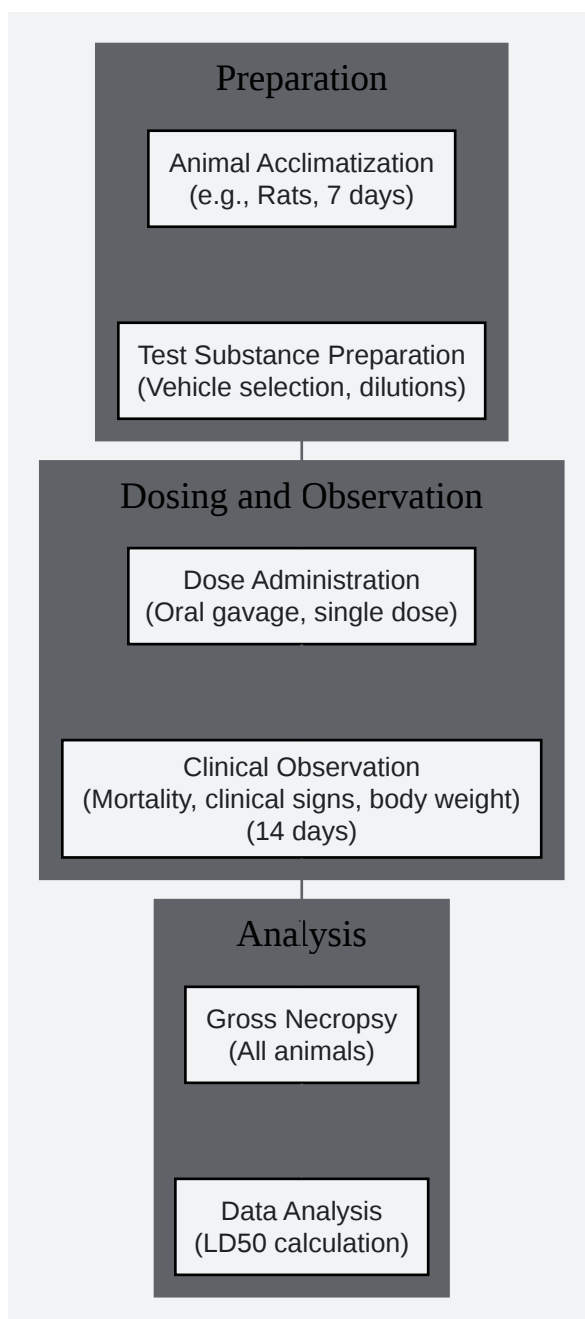 Preparation
Animal Acclimatization
(e.g., Rats, 7 days)
Test Substance Preparation
(Vehicle selection, dilutions)
Dosing and Observation
Dose Administration
(Oral gavage, single dose)
Clinical Observation
(Mortality, clinical signs, body weight)
(14 days)
Analysis
Gross Necropsy
(All animals)
Data Analysis
(LD50 calculation)